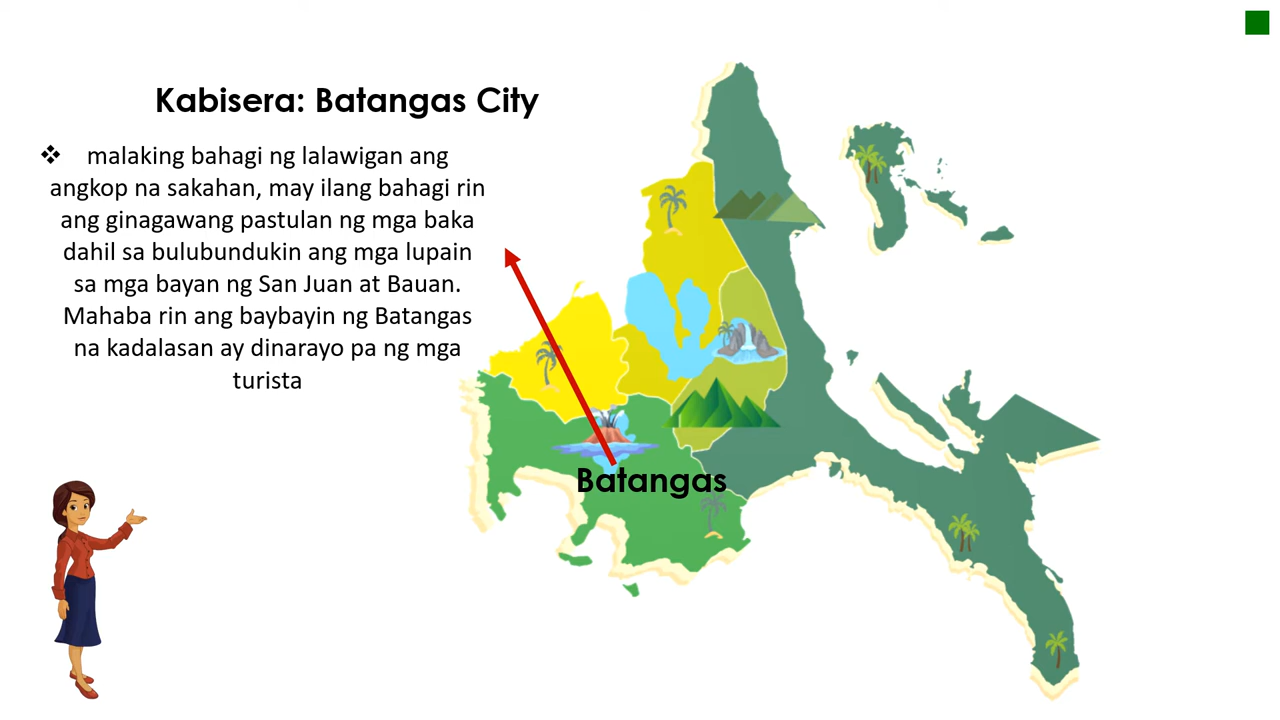 Kabisera: Batangas City
❖ malaking bahagi ng lalawigan ang
angkop na sakahan, may ilang bahagi rin
ang ginagawang pastulan ng mga baka
dahil sa bulubundukin ang mga lupain
sa mga bayan ng San Juan at Bauan.
Mahaba rin ang baybayin ng Batangas
na kadalasan ay dinarayo pa ng mga
turista
Batangas